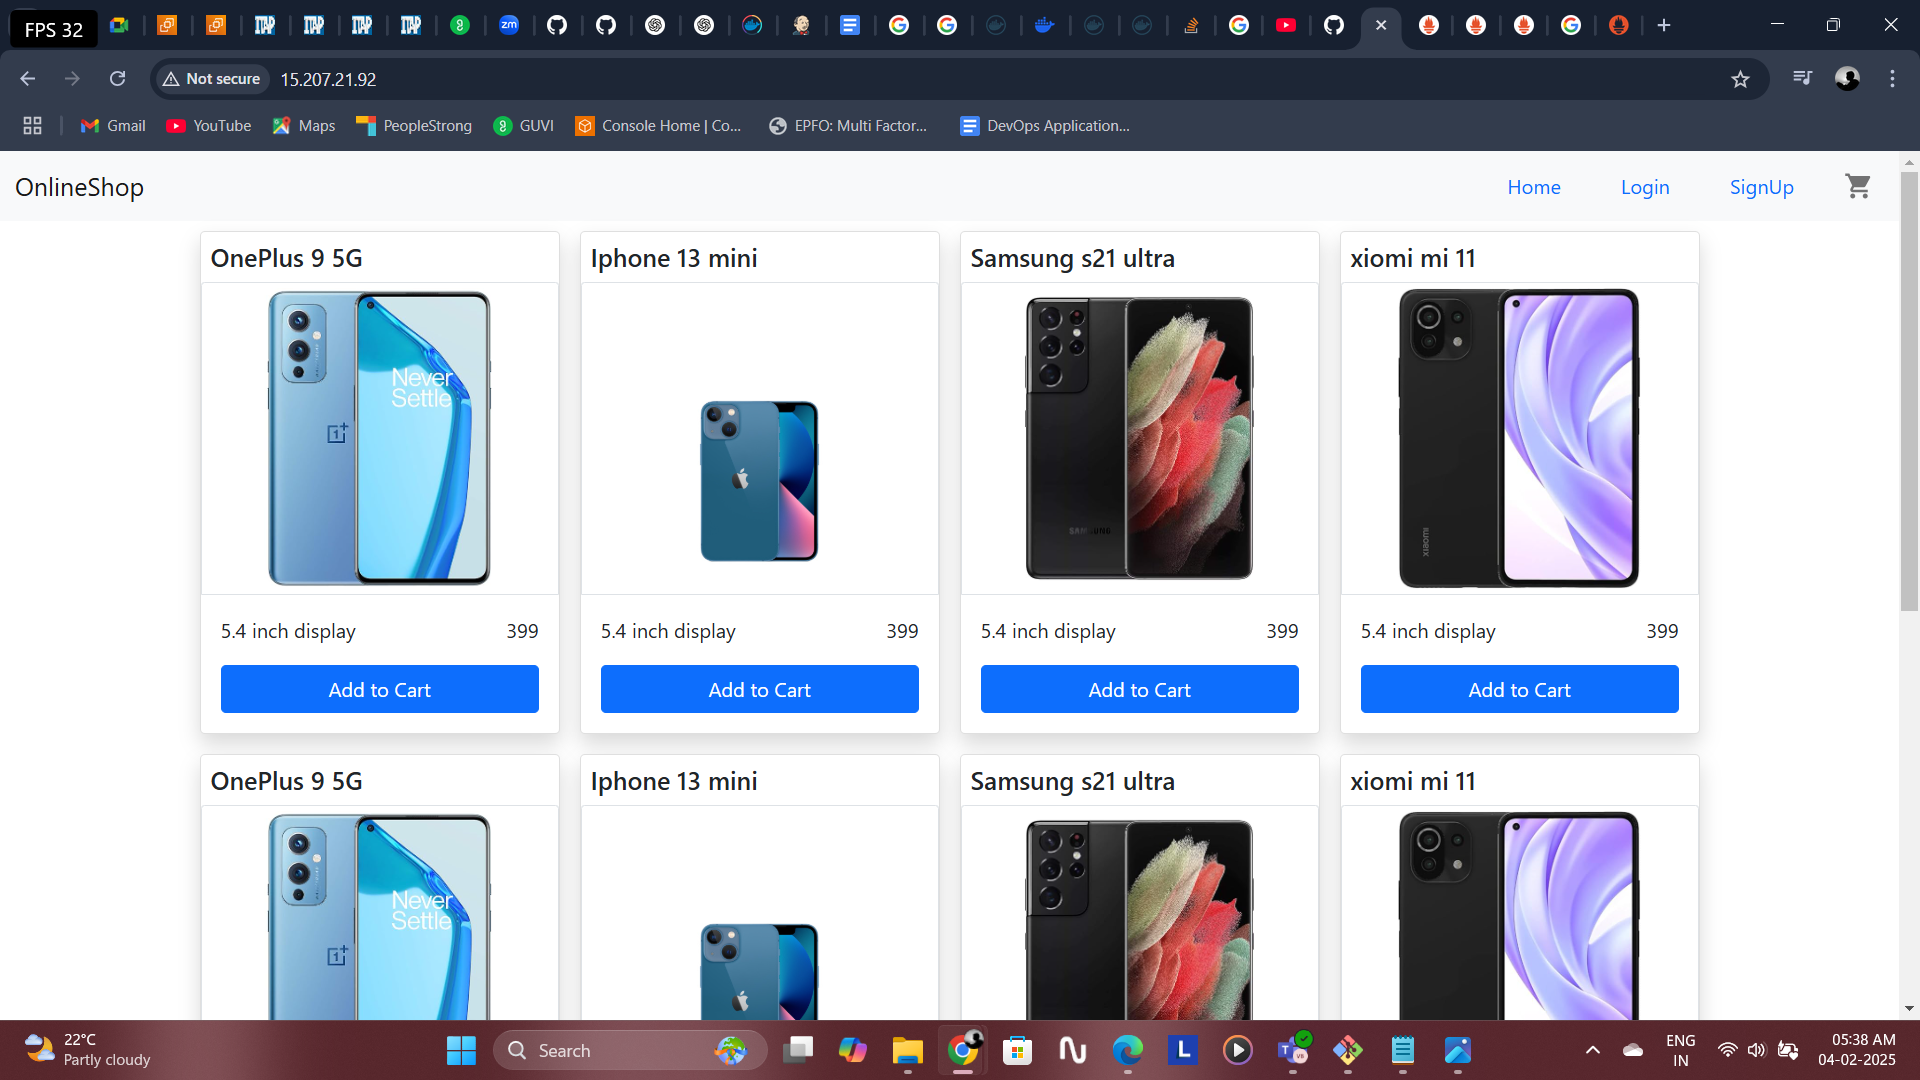 FPS 32
Not secure
15.207.21.92
Gmail
YouTube
Maps
PeopleStrong
GUVI
Console Home | Co...
EPFO: Multi Factor...
DevOps Application...
OnlineShop
Home
Login
SignUp
OnePlus 9 5G
Iphone 13 mini
Samsung s21 ultra
xiomi mi 11
Never
Settle
SAMSUNG
xiaomi
5.4 inch display 399
5.4 inch display 399
5.4 inch display 399
5.4 inch display 399
Add to Cart
Add to Cart
Add to Cart
Add to Cart
OnePlus 9 5G
Iphone 13 mini
Samsung s21 ultra
xiomi mi 11
Never
Settle
22°C
Partly cloudy
Search
ENG
IN
05:38 AM
04-02-2025